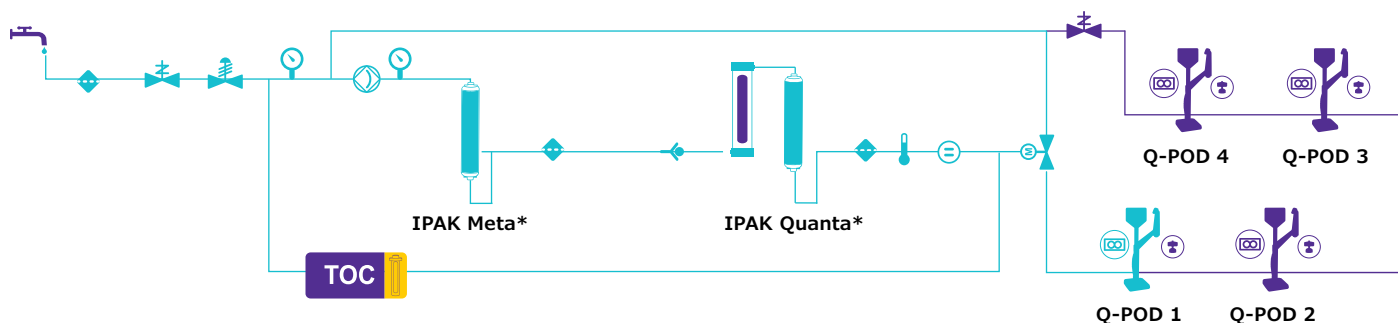 Q-POD 4
Q-POD 3
IPAK Meta*
IPAK Quanta*
TOC
M
Q-POD 1
Q-POD 2